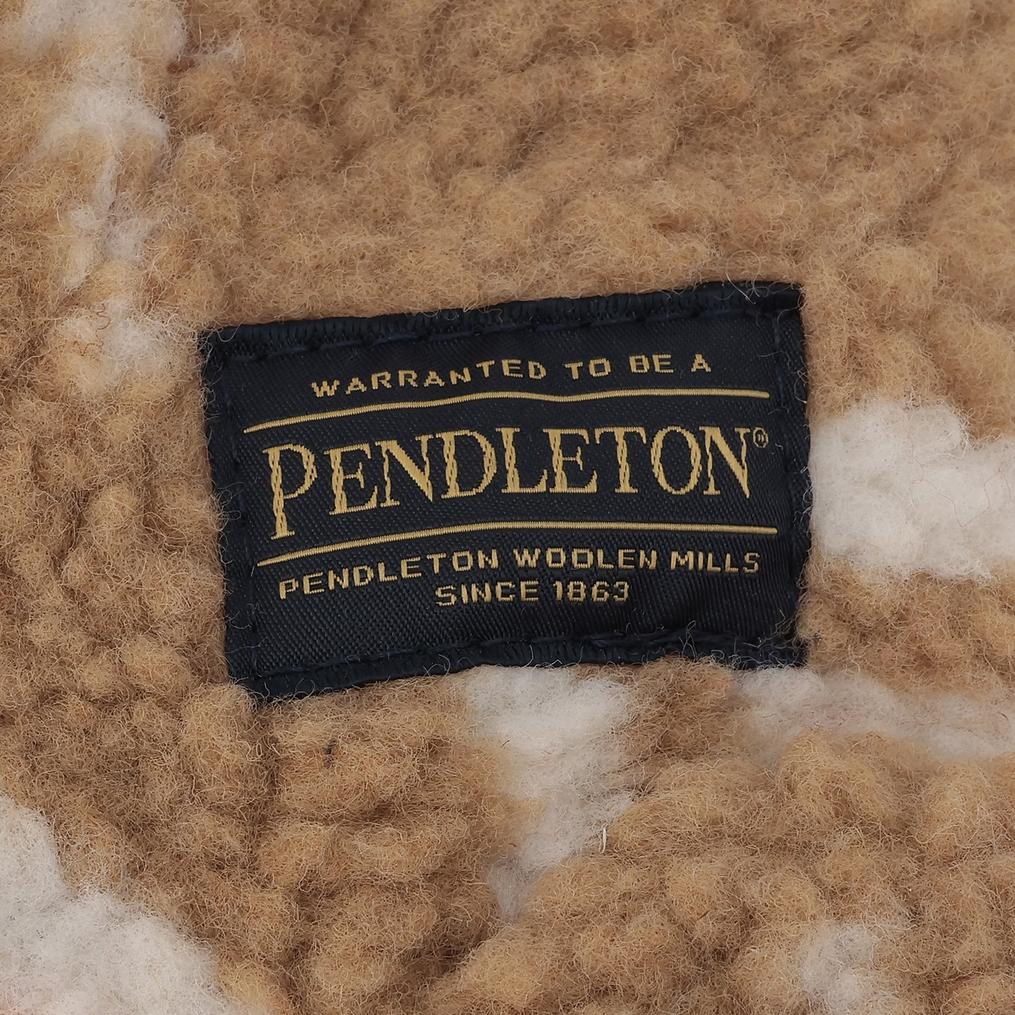 WARRANTED TO BE A
PENDLETON®
PENDLETON WOOLEN MILLS
SINCE 1863